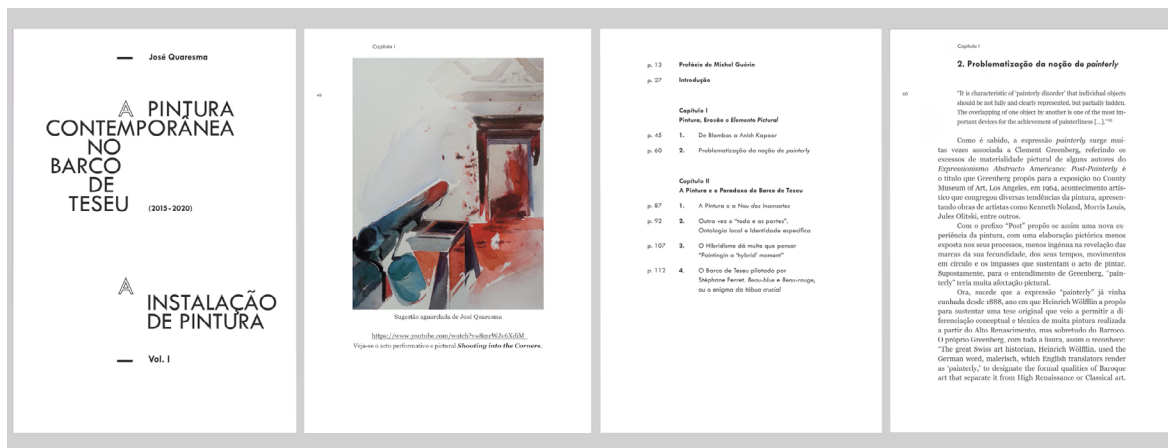 José Quaresma
A PINTURA
CONTEMPORÂNEA
NO
BARCO
DE
TESEU
(2015-2020)
A
INSTALAÇÃO
DE PINTURA
Vol. I
Capítulo I
48
Sugestão aguarelada de José Quaresma
Veja-se o acto performativo e pictural Shooting into the Corners.
p. 13 Prefácio de Michel Guérin
p. 27 Introdução
Capítulo I
Pintura, Erosão e Elemento Pictural
p. 45 1. De Blombos a Anish Kapoor
p. 60 2. Problematização da noção de painterly
Capítulo II
A Pintura e o Paradoxo do Barco de Teseu
p. 87 1. A Pintura e a Nau dos Insensatos
p. 92 2. Outra vez o "todo e as partes".
Ontologia local e Identidade específica
p. 107 3. O Hibridismo dá muito que pensar
"Paintingin a 'hybrid' moment"
p. 112 4. O Barco de Teseu pilotado por
Stéphane Ferret. Beau-bleu e Beau-rouge,
ou o enigma da tábua crucial
Capítulo I
2. Problematização da noção de painterly
60
"It is characteristic of 'painterly disorder' that individual objects
should be not fully and clearly represented, but partially hidden.
The overlapping of one object by another is one of the most im-
portant devices for the achievement of painterliness [...]."
Como é sabido, a expressão painterly surge mui-
tas vezes associada a Clement Greenberg, referindo os
excessos de materialidade pictural de alguns autores do
Expressionismo Abstracto Americano: Post-Painterly é
o título que Greenberg propôs para a exposição no County
Museum of Art, Los Angeles, em 1964, acontecimento artís-
tico que congregou diversas tendências da pintura, apresen-
tando obras de artistas como Kenneth Noland, Morris Louis,
Jules Olitski, entre outros.
Com o prefixo "Post" propôs-se assim uma nova ex-
periência da pintura, com uma elaboração pictórica menos
exposta nos seus processos, menos ingénua na revelação das
marcas da sua fecundidade, dos seus tempos, movimentos
em círculo e os impasses que sustentam o acto de pintar.
Supostamente, para o entendimento de Greenberg, "pain-
terly" teria muita afectação pictural.
Ora, sucede que a expressão "painterly" já vinha
cunhada desde 1888, ano em que Heinrich Wölfflin a propôs
para sustentar uma tese original que veio a permitir a di-
ferenciação conceptual e técnica de muita pintura realizada
a partir do Alto Renascimento, mas sobretudo do Barroco.
O próprio Greenberg, com toda a lisura, assim o reconhece:
"The great Swiss art historian, Heinrich Wölfflin, used the
German word, malerisch, which English translators render
as 'painterly,' to designate the formal qualities of Baroque
art that separate it from High Renaissance or Classical art.